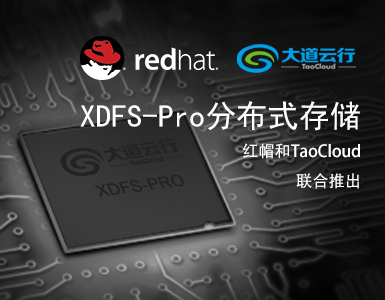 redhat.
大道云行
TaoCloud
XDFS-Pro分布式存储
红帽和TaoCloud
联合推出
大道云行
XDFS-PRO